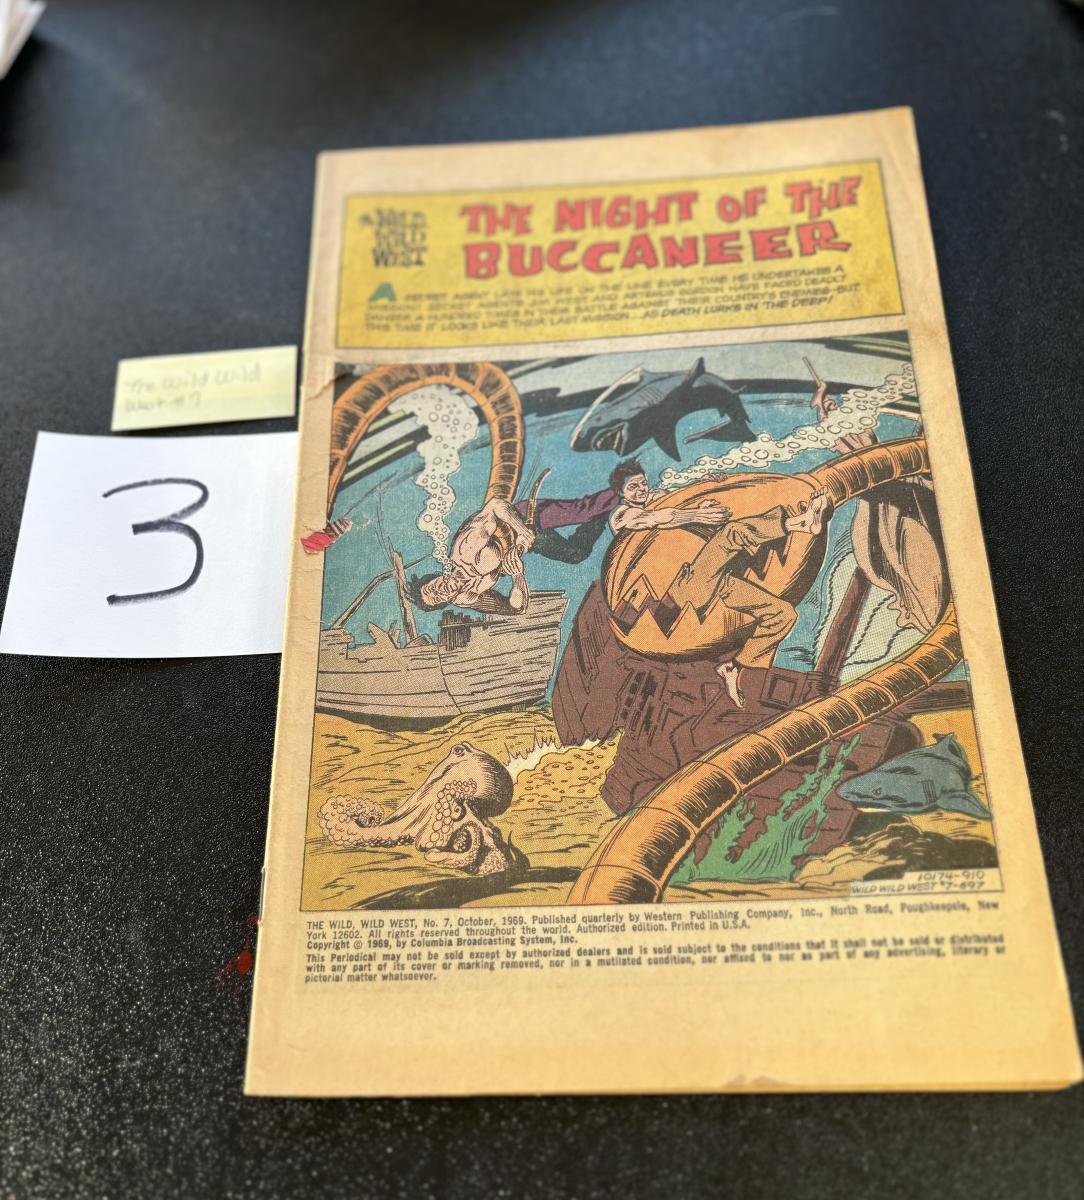 The Wild Wild
West #7
3
THE WILD
WILD
WEST
THE NIGHT OF THE
BUCCANEER
A SECRET AGENT LAYS HIS LIFE ON THE LINE EVERY TIME HE UNDERTAKES A
MISSION! SECRET AGENTS JIM WEST AND ARTEMUS GORDON HAVE FACED DEADLY
DANGER A HUNDRED TIMES IN THEIR BATTLE AGAINST THEIR COUNTRY'S ENEMIES--BUT
THIS TIME IT LOOKS LIKE THEIR LAST MISSION...AS DEATH LURKS IN 'THE DEEP!
10174-910
WILD WILD WEST #7-697
THE WILD, WILD WEST, No. 7, October, 1969. Published quarterly by Western Publishing Company, Inc., North Road, Poughkeepsie, New
York 12602. All rights reserved throughout the world. Authorized edition. Printed in U.S.A.
Copyright © 1969, by Columbia Broadcasting System, Inc.
This Periodical may not be sold except by authorized dealers and is sold subject to the conditions that it shall not be sold or distributed
with any part of its cover or marking removed, nor in a mutilated condition, nor affixed to nor as part of any advertising, literary or
pictorial matter whatsoever.